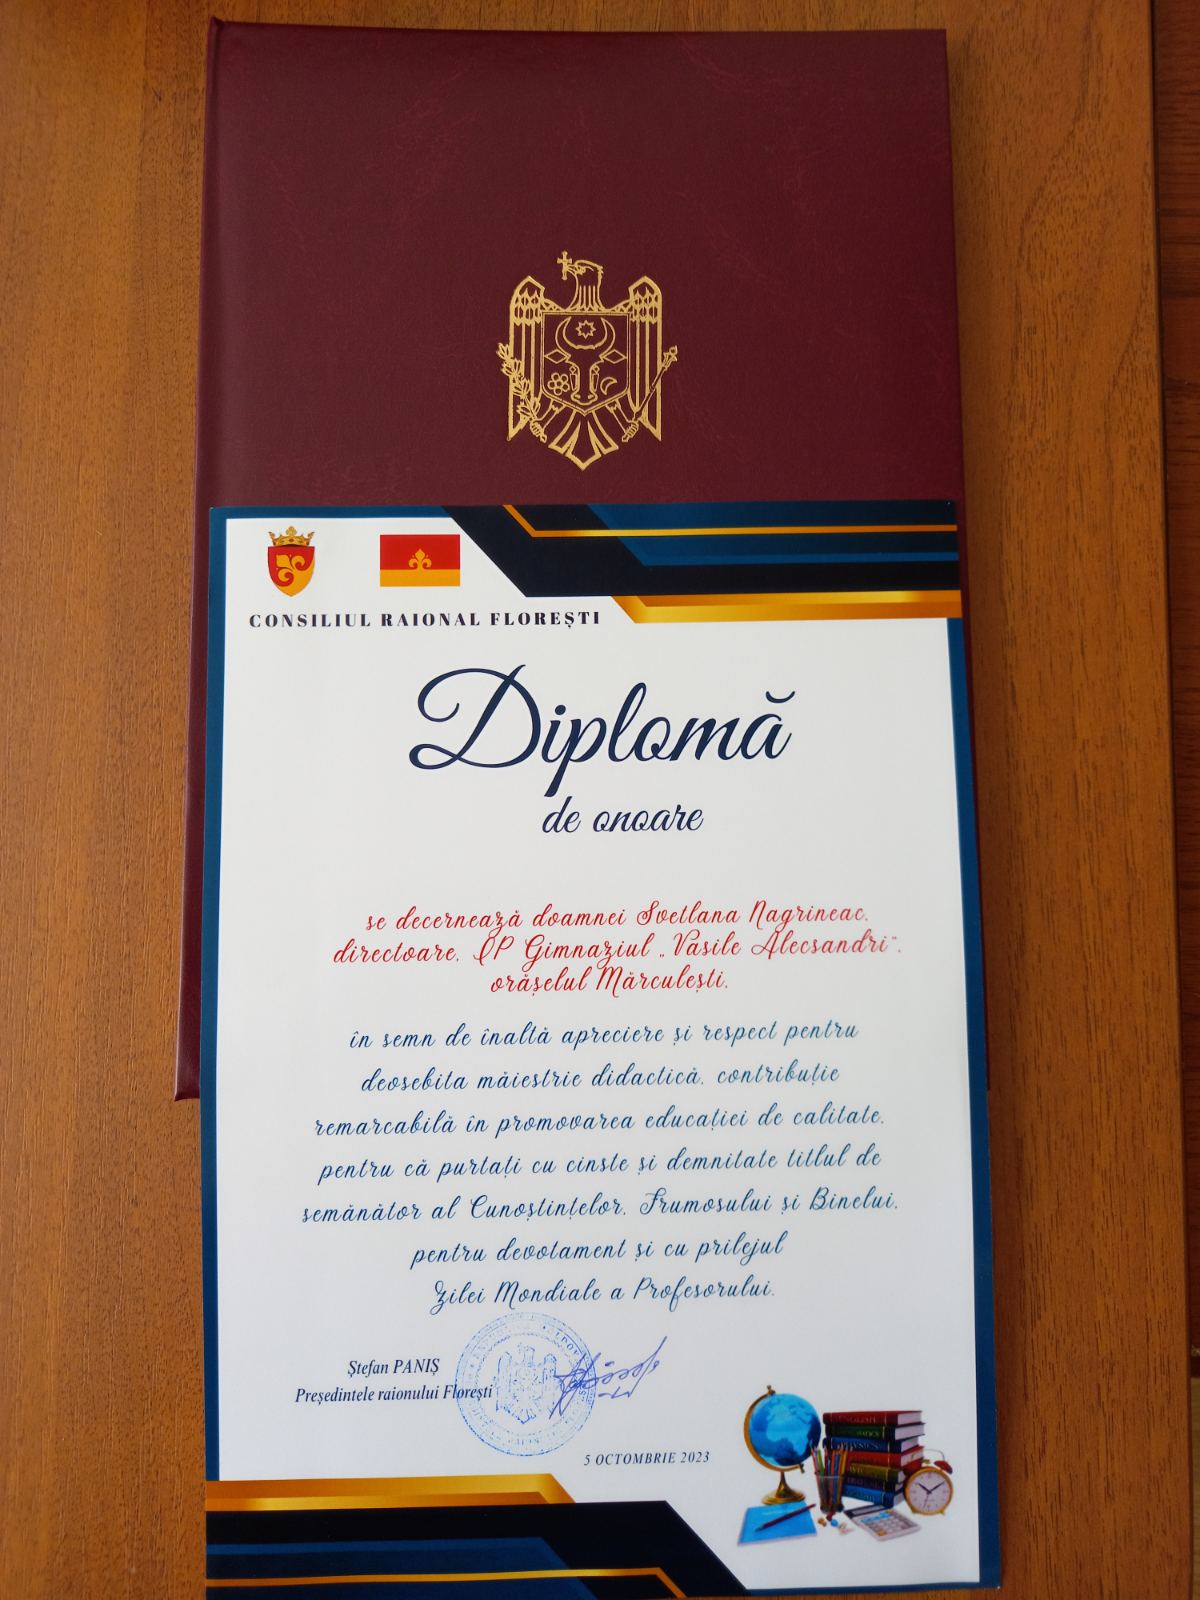 CONSILIUL RAIONAL FLOREȘTI
Diplomă
de onoare
se decernează doamnei Svetlana Nagrineac,
directoare, IP Gimnaziul „Vasile Alecsandri”,
orășelul Mărculești,
în semn de înaltă apreciere și respect pentru
deosebita măiestrie didactică, contribuție
remarcabilă în promovarea educației de calitate,
pentru că purtați cu cinste și demnitate titlul de
semănător al Cunoștințelor, Frumosului și Binelui,
pentru devotament și cu prilejul
Zilei Mondiale a Profesorului.
Ștefan PANIȘ
Președintele raionului Florești
5 OCTOMBRIE 2023
ENGLISH
PHYSICS